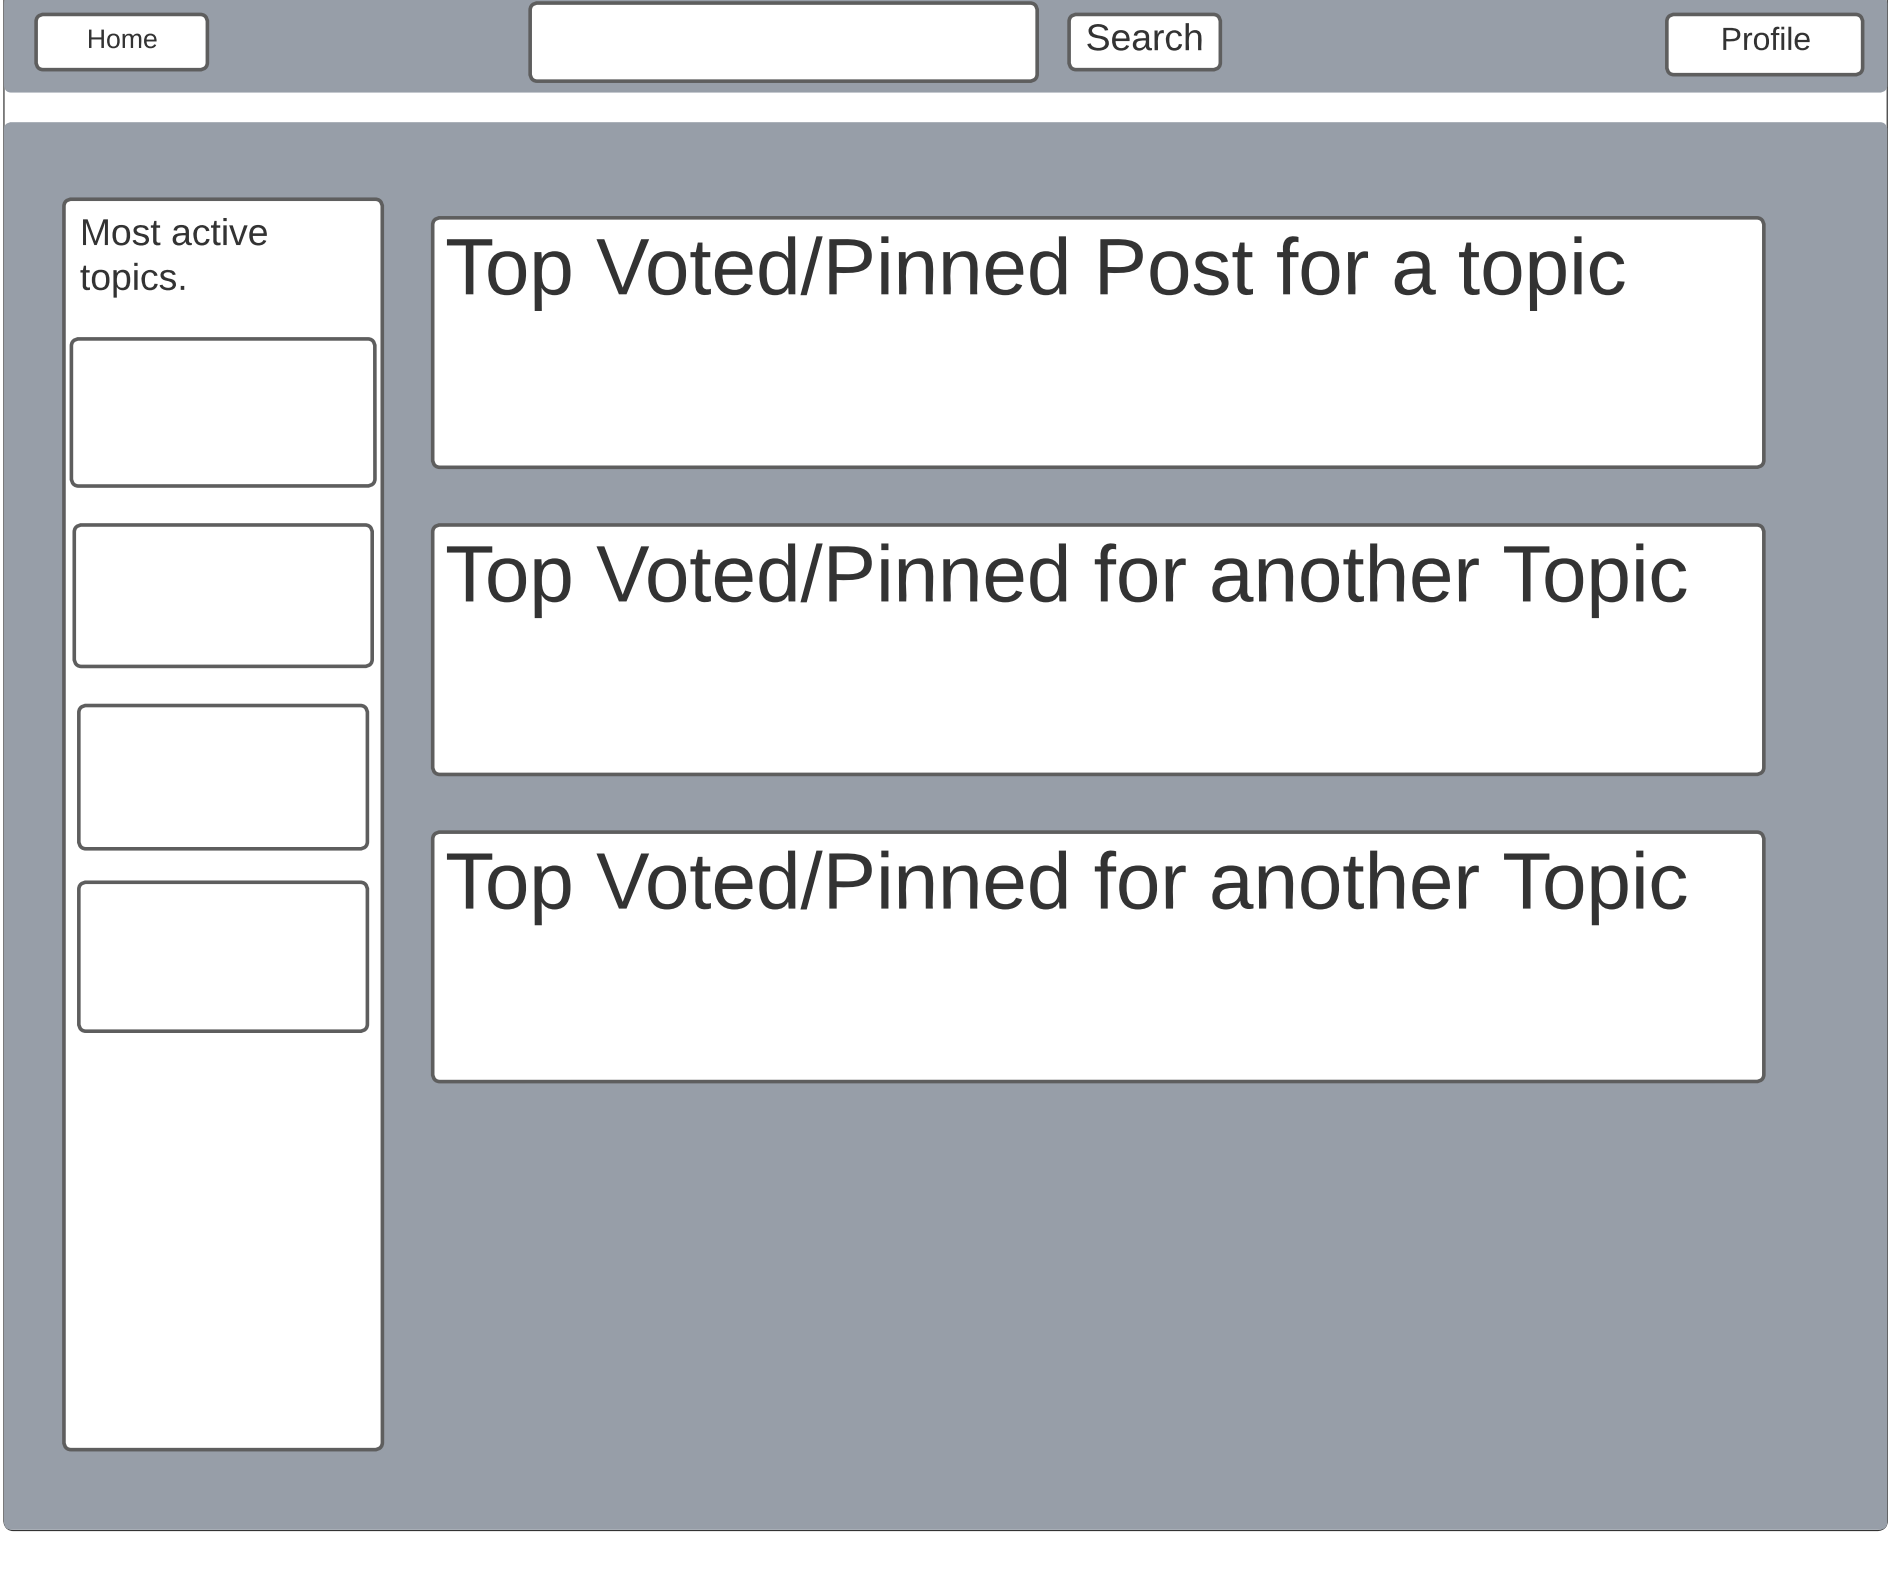 Home
Search
Profile
Most active
topics.
Top Voted/Pinned Post for a topic
Top Voted/Pinned for another Topic
Top Voted/Pinned for another Topic